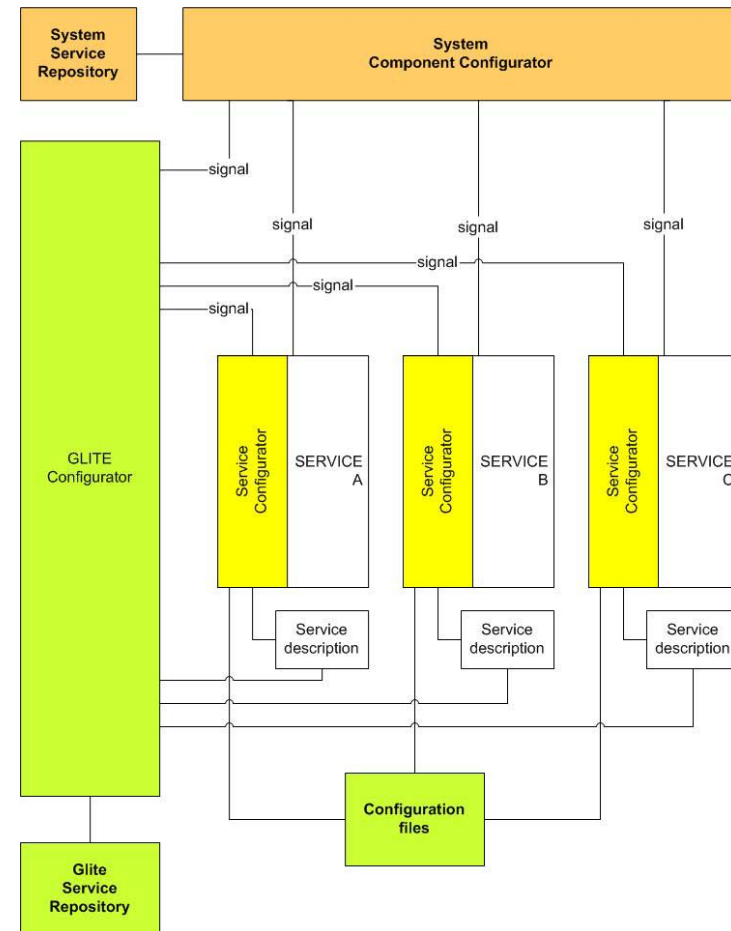 System
Service
Repository
System
Component Configurator
signal
signal
signal
signal
signal
signal
signal
GLITE
Configurator
Service
Configurator
SERVICE
A
Service
Configurator
SERVICE
B
Service
Configurator
SERVICE
C
Service
description
Service
description
Service
description
Configuration
files
Glite
Service
Repository